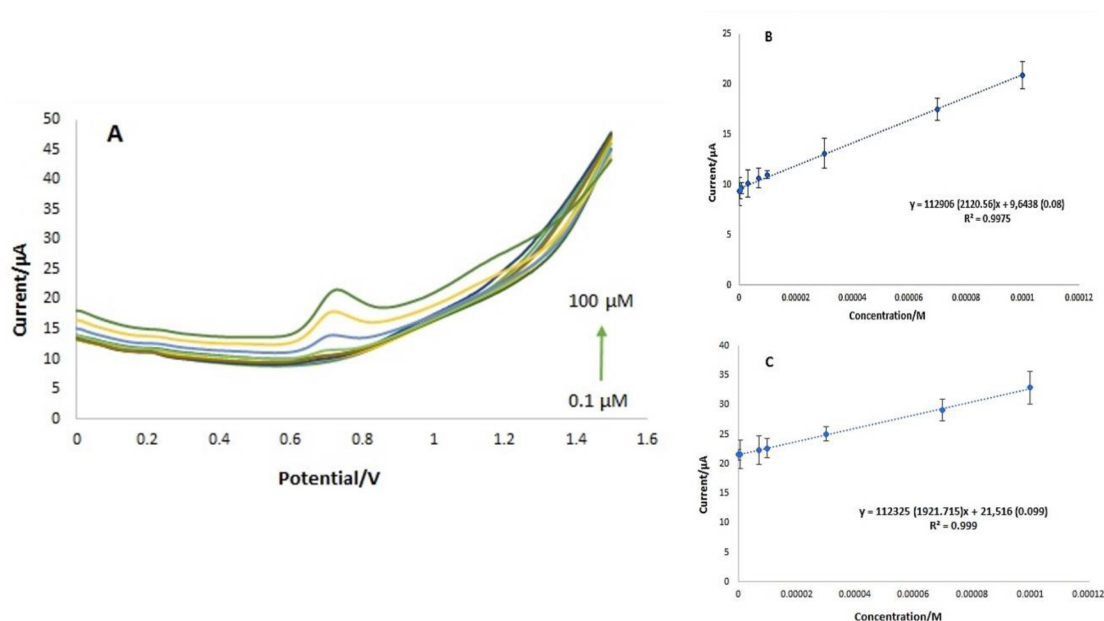 A
50
45
40
35
30
25
20
15
10
5
0
Current/µA
0 0.2 0.4 0.6 0.8 1 1.2 1.4 1.6
Potential/V
100 µM
0.1 µM
B
25
20
15
10
5
0
Current/µA
y = 112906 (2120.56)x + 9,6438 (0.08)
R² = 0.9975
0 0.00002 0.00004 0.00006 0.00008 0.0001 0.00012
Concentration/M
C
40
35
30
25
20
15
10
5
0
Current/µA
y = 112325 (1921.715)x + 21,516 (0.099)
R² = 0.999
0 0.00002 0.00004 0.00006 0.00008 0.0001 0.00012
Concentration/M